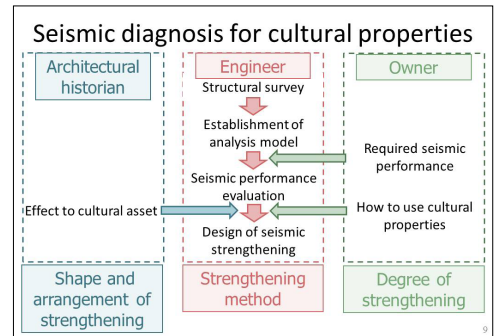 Seismic diagnosis for cultural properties
Architectural
historian
Engineer
Owner
Structural survey
Establishment of
analysis model
Required seismic
performance
Seismic performance
evaluation
Effect to cultural asset
How to use cultural
properties
Design of seismic
strengthening
Shape and
arrangement of
strengthening
Strengthening
method
Degree of
strengthening
9